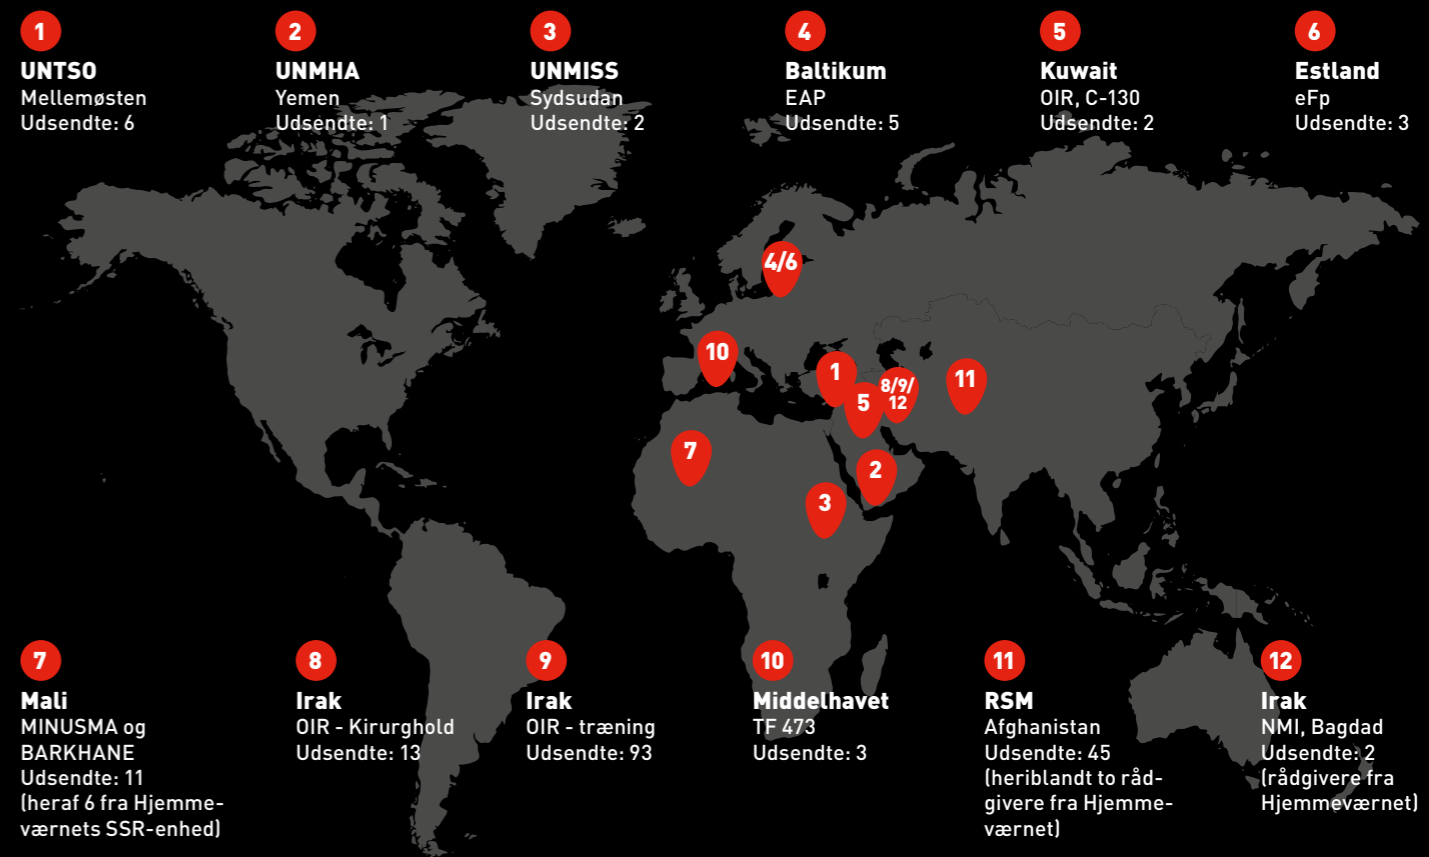 1
UNTSO
Mellemøsten
Udsendte: 6
2
UNMHA
Yemen
Udsendte: 1
3
UNMISS
Sydsudan
Udsendte: 2
4
Baltikum
EAP
Udsendte: 5
5
Kuwait
OIR, C-130
Udsendte: 2
6
Estland
eFp
Udsendte: 3
4/6
10
1
5
8/9/
12
11
7
2
3
7
Mali
MINUSMA og
BARKHANE
Udsendte: 11
(heraf 6 fra Hjemme-
værnets SSR-enhed)
8
Irak
OIR - Kirurghold
Udsendte: 13
9
Irak
OIR - træning
Udsendte: 93
10
Middelhavet
TF 473
Udsendte: 3
11
RSM
Afghanistan
Udsendte: 45
(heriblandt to råd-
givere fra Hjemme-
værnet)
12
Irak
NMI, Bagdad
Udsendte: 2
(rådgivere fra
Hjemmeværnet)